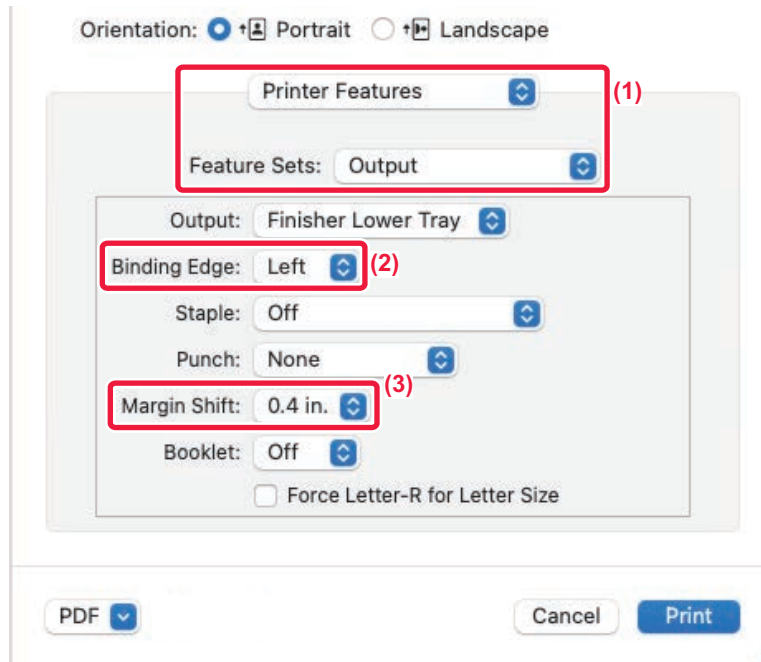 Orientation: Portrait Landscape
Printer Features (1)
Feature Sets: Output
Output: Finisher Lower Tray
Binding Edge: Left (2)
Staple: Off
Punch: None
(3)
Margin Shift: 0.4 in.
Booklet: Off
Force Letter-R for Letter Size
PDF Cancel Print